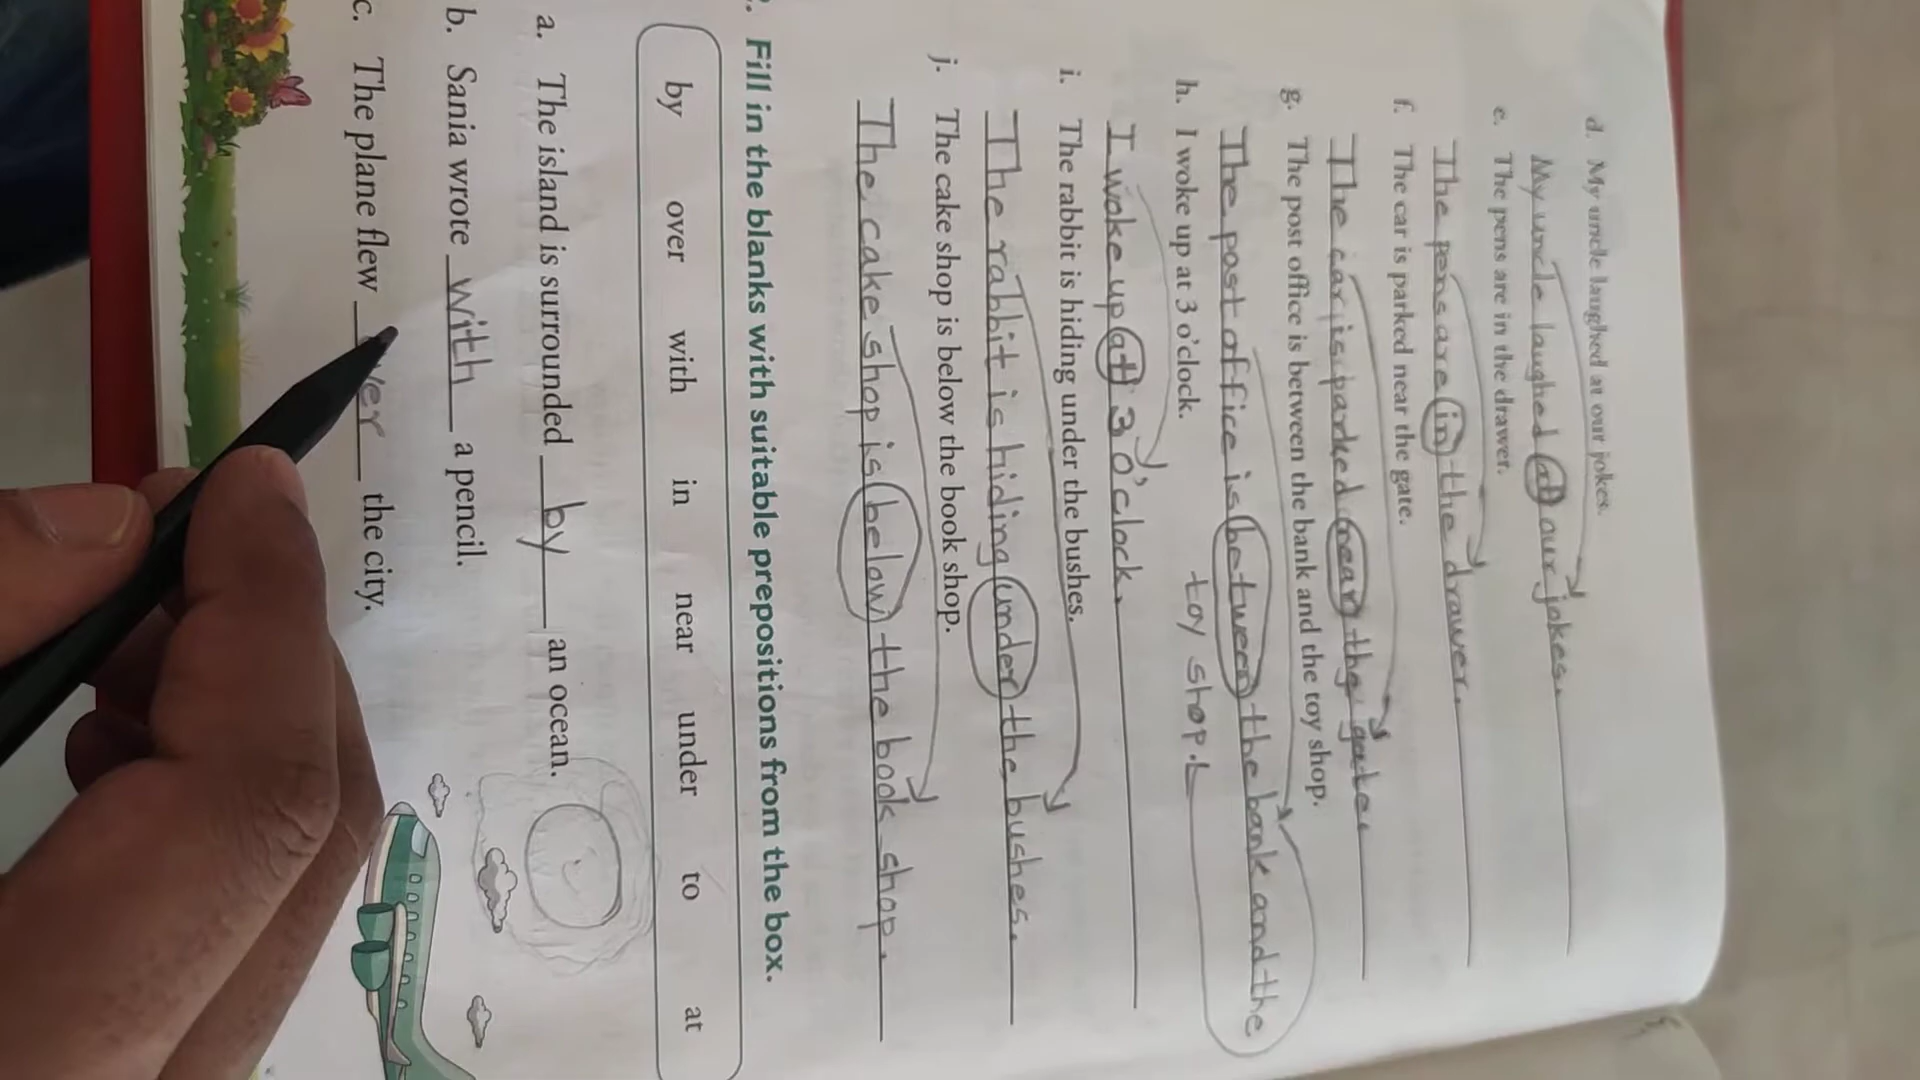 d. My uncle laughed at our jokes.
My uncle laughed at our jokes.
e. The pens are in the drawer.
The pens are in the drawer.
f. The car is parked near the gate.
The car is parked near the gate.
g. The post office is between the bank and the toy shop.
The post office is between the bank and the
toy shop.
h. I woke up at 3 o'clock.
I woke up at 3 o'clock.
i. The rabbit is hiding under the bushes.
The rabbit is hiding under the bushes.
j. The cake shop is below the book shop.
The cake shop is below the book shop.
Fill in the blanks with suitable prepositions from the box.
by over with in near under to at
a. The island is surrounded by an ocean.
b. Sania wrote with a pencil.
c. The plane flew ver the city.